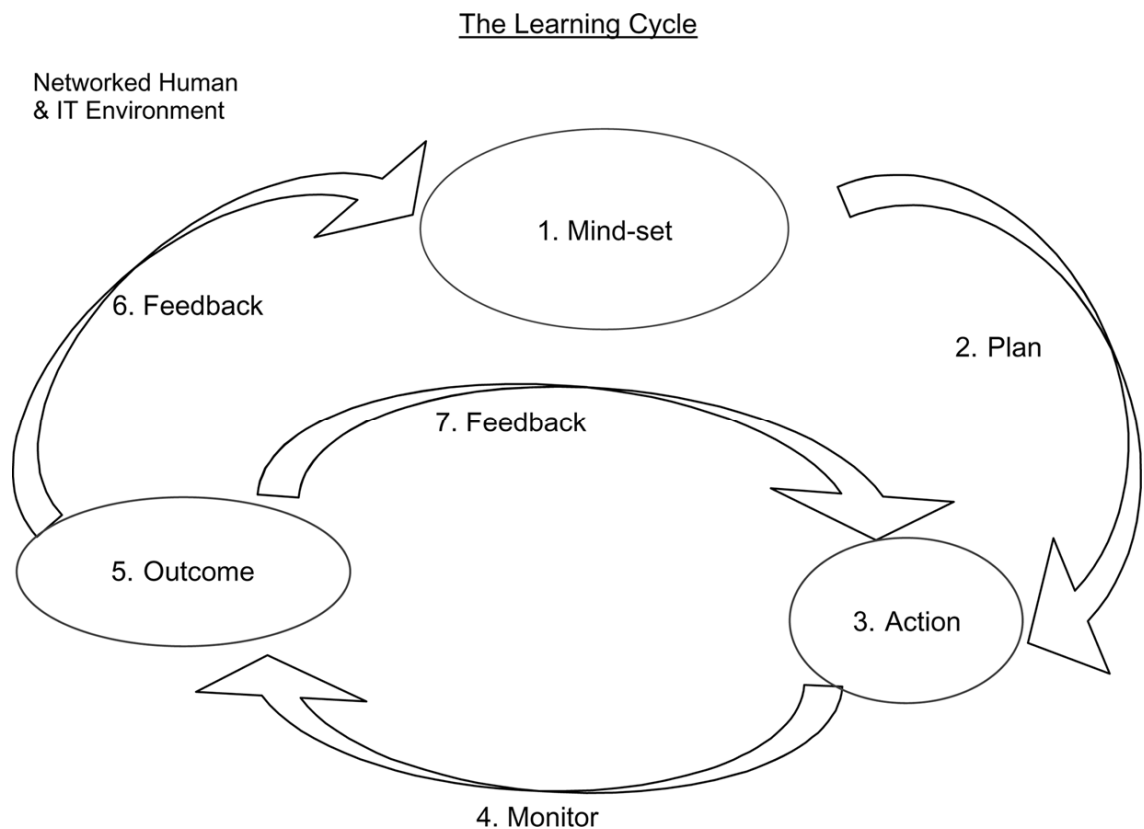 The Learning Cycle
Networked Human
& IT Environment
1. Mind-set
6. Feedback
2. Plan
7. Feedback
5. Outcome
3. Action
4. Monitor